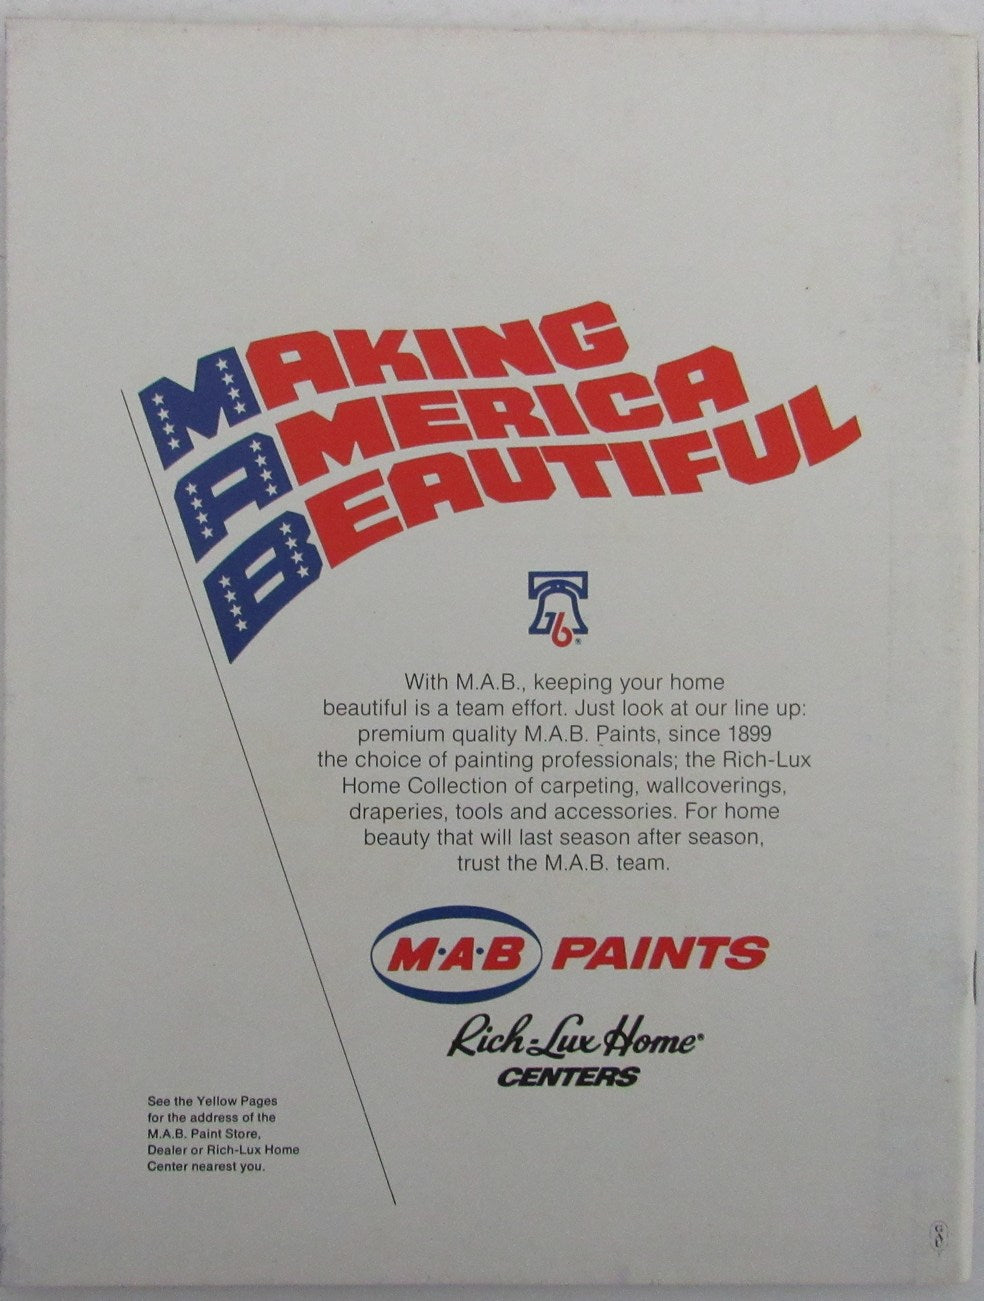 MAKING
AMERICA
BEAUTIFUL
76®
With M.A.B., keeping your home
beautiful is a team effort. Just look at our line up:
premium quality M.A.B. Paints, since 1899
the choice of painting professionals; the Rich-Lux
Home Collection of carpeting, wallcoverings,
draperies, tools and accessories. For home
beauty that will last season after season,
trust the M.A.B. team.
M·A·B PAINTS
Rich-Lux Home®
CENTERS
See the Yellow Pages
for the address of the
M.A.B. Paint Store,
Dealer or Rich-Lux Home
Center nearest you.